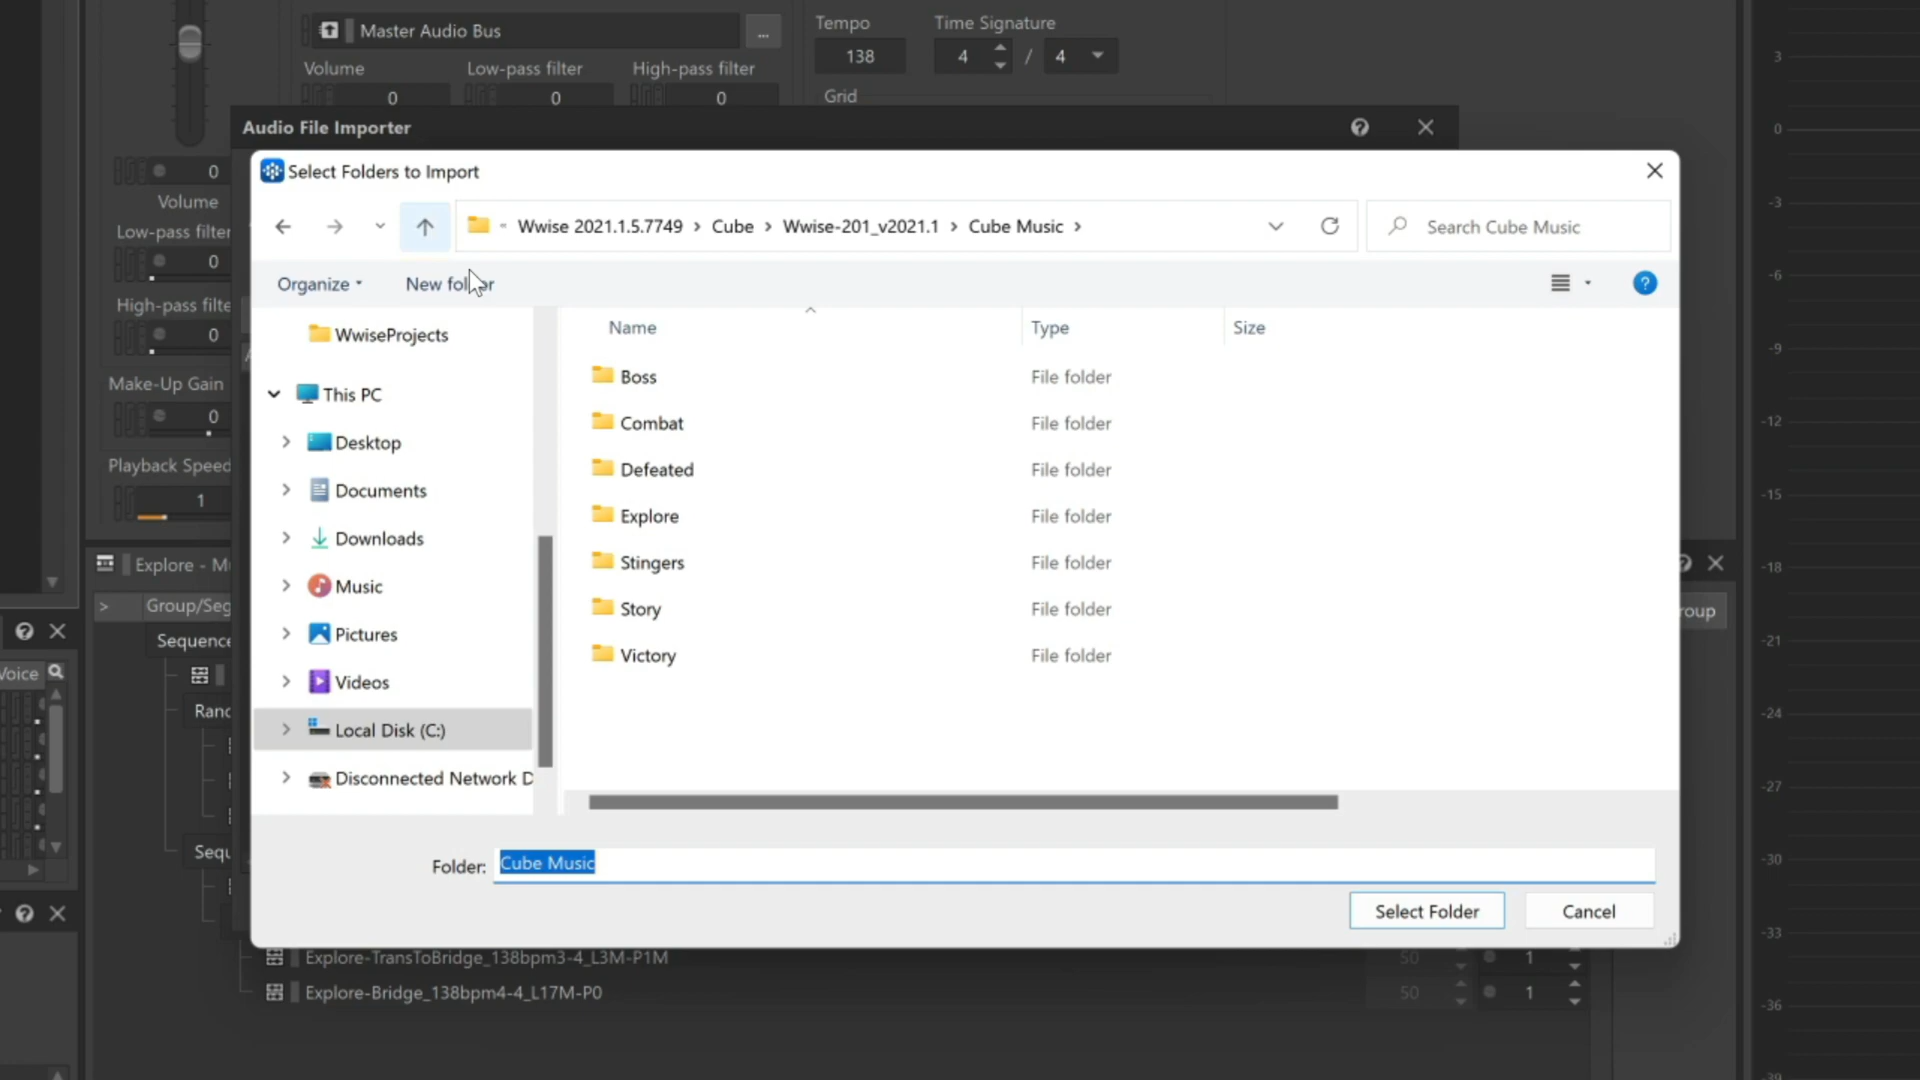 Master Audio Bus
...
Tempo
Time Signature
138
4
/
4
Volume
Low-pass filter
High-pass filter
0
0
0
Grid
Audio File Importer
Select Folders to Import
Wwise 2021.1.5.7749 > Cube > Wwise-201_v2021.1 > Cube Music >
Search Cube Music
Organize
New folder
Name
Type
Size
WwiseProjects
This PC
Desktop
Documents
Downloads
Music
Pictures
Videos
Local Disk (C:)
Disconnected Network D
Boss
File folder
Combat
File folder
Defeated
File folder
Explore
File folder
Stingers
File folder
Story
File folder
Victory
File folder
Folder:
Cube Music
Select Folder
Cancel
0
Volume
Low-pass filter
0
High-pass filte
0
Make-Up Gain
0
Playback Speed
1
Explore - M
> Group/Seg
Sequence
Ranc
Sequ
Voice
roup
Explore-TransToBridge_138bpm3-4_L3M-P1M
50
1
Explore-Bridge_138bpm4-4_L17M-P0
50
1
3
0
-3
-6
-9
-12
-15
-18
-21
-24
-27
-30
-33
-36
-39